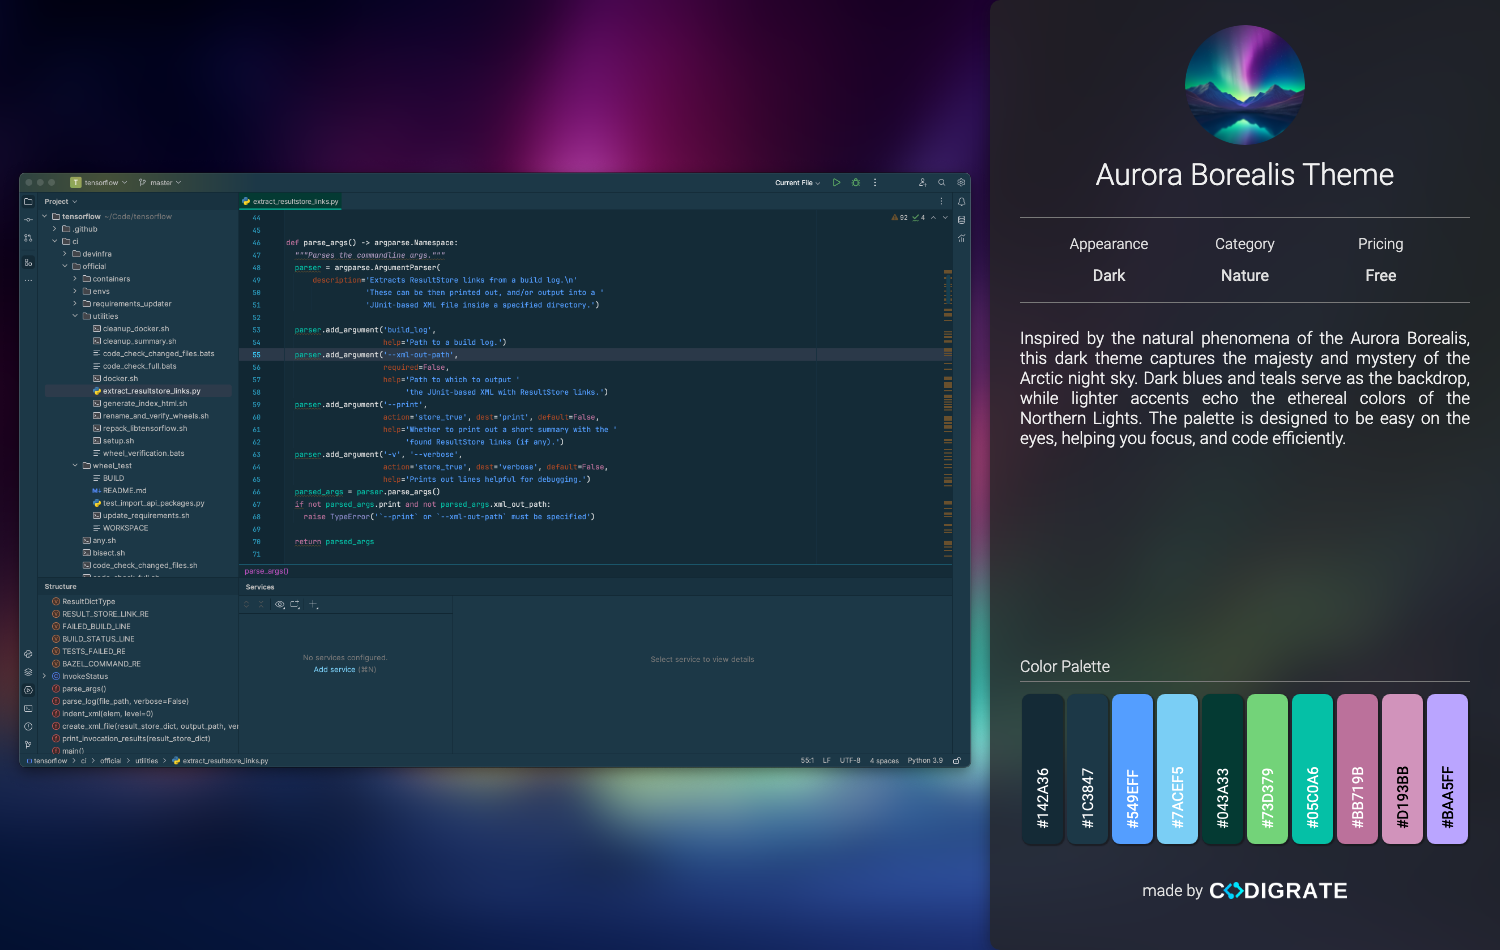 T tensorflow
master
Current File
Project
extract_resultstore_links.py
92 4
tensorflow ~/Code/tensorflow
.github
ci
devinfra
official
containers
envs
requirements_updater
utilities
cleanup_docker.sh
cleanup_summary.sh
code_check_changed_files.bats
code_check_full.bats
docker.sh
extract_resultstore_links.py
generate_index_html.sh
rename_and_verify_wheels.sh
repack_libtensorflow.sh
setup.sh
wheel_verification.bats
wheel_test
BUILD
M↓ README.md
test_import_api_packages.py
update_requirements.sh
WORKSPACE
any.sh
bisect.sh
code_check_changed_files.sh
44
45
46 def parse_args() -> argparse.Namespace:
47 """Parses the commandline args."""
48 parser = argparse.ArgumentParser(
49 description='Extracts ResultStore links from a build log.\n'
50 'These can be then printed out, and/or output into a '
51 'JUnit-based XML file inside a specified directory.')
52
53 parser.add_argument('build_log',
54 help='Path to a build log.')
55 parser.add_argument('--xml-out-path',
56 required=False,
57 help='Path to which to output '
58 'the JUnit-based XML with ResultStore links.')
59 parser.add_argument('--print',
60 action='store_true', dest='print', default=False,
61 help='Whether to print out a short summary with the '
62 'found ResultStore links (if any).')
63 parser.add_argument('-v', '--verbose',
64 action='store_true', dest='verbose', default=False,
65 help='Prints out lines helpful for debugging.')
66 parsed_args = parser.parse_args()
67 if not parsed_args.print and not parsed_args.xml_out_path:
68 raise TypeError('`--print` or `--xml-out-path` must be specified')
69
70 return parsed_args
71
parse_args()
Structure
ResultDictType
RESULT_STORE_LINK_RE
FAILED_BUILD_LINE
BUILD_STATUS_LINE
TESTS_FAILED_RE
BAZEL_COMMAND_RE
InvokeStatus
parse_args()
parse_log(file_path, verbose=False)
indent_xml(elem, level=0)
create_xml_file(result_store_dict, output_path, ver
print_invocation_results(result_store_dict)
main()
Services
No services configured.
Add service (⌘N)
Select service to view details
tensorflow > ci > official > utilities > extract_resultstore_links.py
55:1 LF UTF-8 4 spaces Python 3.9
Aurora Borealis Theme
Appearance Category Pricing
Dark Nature Free
Inspired by the natural phenomena of the Aurora Borealis,
this dark theme captures the majesty and mystery of the
Arctic night sky. Dark blues and teals serve as the backdrop,
while lighter accents echo the ethereal colors of the
Northern Lights. The palette is designed to be easy on the
eyes, helping you focus, and code efficiently.
Color Palette
#142A36
#1C3847
#549EFF
#7ACEF5
#043A33
#73D379
#05C0A6
#BB719B
#D193BB
#BAA5FF
made by CODIGRATE